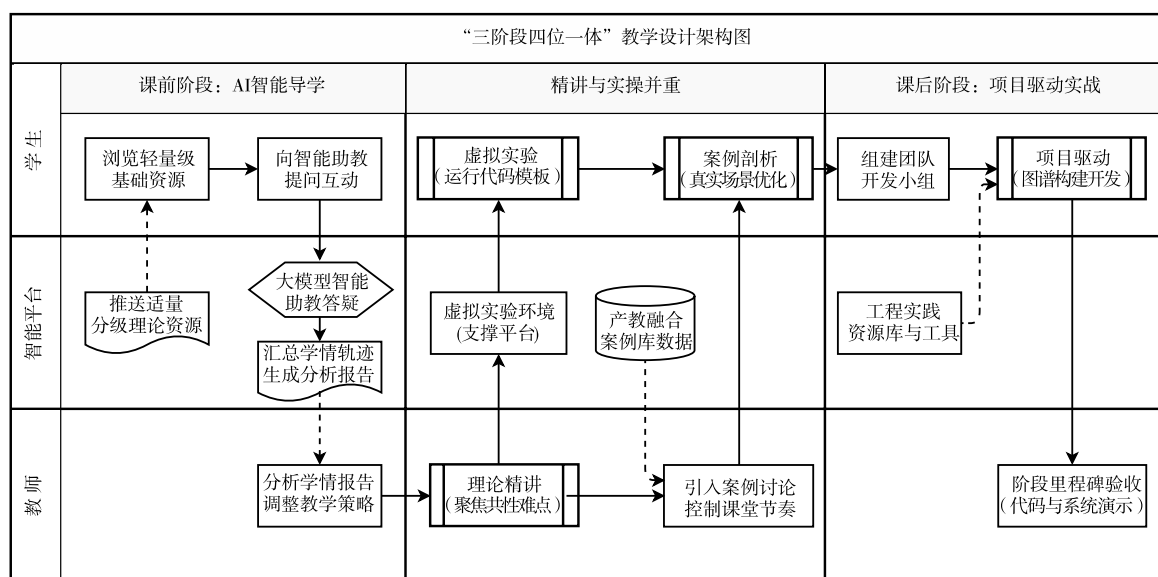 “三阶段四位一体”教学设计架构图
课前阶段：AI智能导学
精讲与实操并重
课后阶段：项目驱动实战
学生
浏览轻量级
基础资源
向智能助教
提问互动
虚拟实验
(运行代码模板)
案例剖析
(真实场景优化)
组建团队
开发小组
项目驱动
(图谱构建开发)
智能平台
推送适量
分级理论资源
大模型智能
助教答疑
汇总学情轨迹
生成分析报告
虚拟实验环境
(支撑平台)
产教融合
案例库数据
工程实践
资源库与工具
教师
分析学情报告
调整教学策略
理论精讲
(聚焦共性难点)
引入案例讨论
控制课堂节奏
阶段里程碑验收
(代码与系统演示)